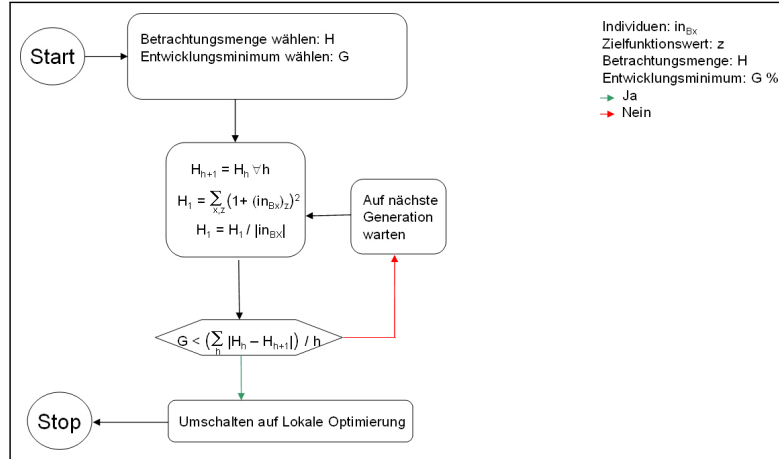 Start
Betrachtungsmenge wählen: H
Entwicklungsminimum wählen: G
Individuen: in_Bx
Zielfunktionswert: z
Betrachtungsmenge: H
Entwicklungsminimum: G %
Ja
Nein
H_h+1 = H_h ∀h
H_1 = ∑_x,z (1+ (in_Bx)_z)²
H_1 = H_1 / |in_BX|
Auf nächste
Generation
warten
G < (∑_h |H_h – H_h+1|) / h
Umschalten auf Lokale Optimierung
Stop